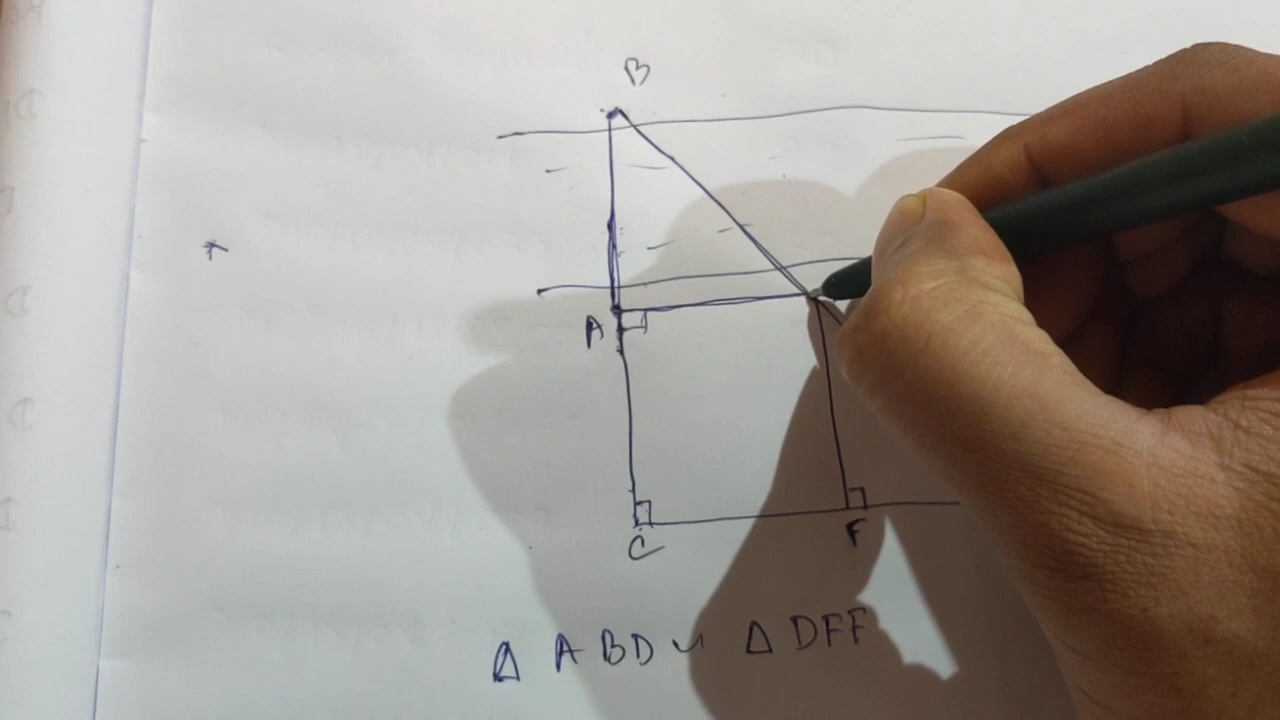 B
A
C
F
Δ ABD ∽ Δ DFF